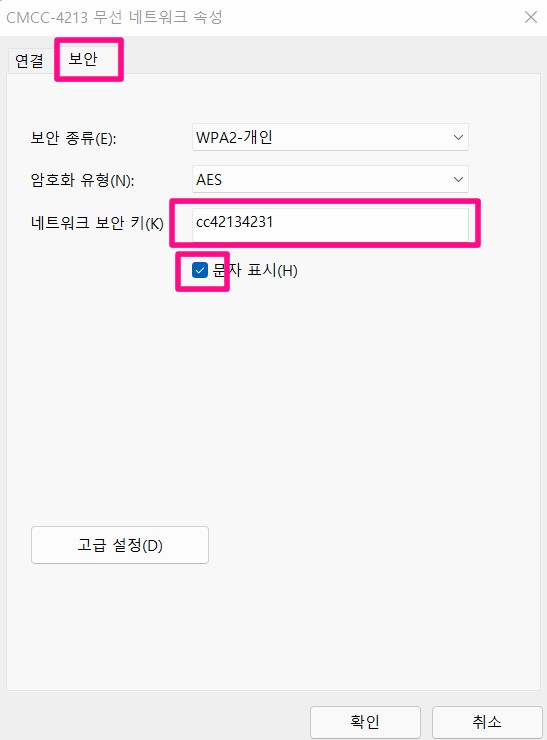 CMCC-4213 무선 네트워크 속성
연결 보안
보안 종류(E): WPA2-개인
암호화 유형(N): AES
네트워크 보안 키(K) cc42134231
문자 표시(H)
고급 설정(D)
확인 취소